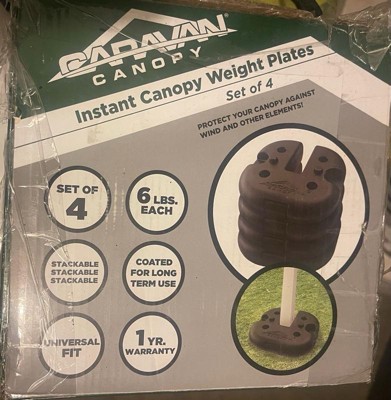 CARAVAN
CANOPY
Instant Canopy Weight Plates
Set of 4
PROTECT YOUR CANOPY AGAINST
WIND AND OTHER ELEMENTS!
SET OF
4
6
LBS.
EACH
STACKABLE
STACKABLE
STACKABLE
COATED
FOR LONG
TERM USE
UNIVERSAL
FIT
1 YR.
WARRANTY